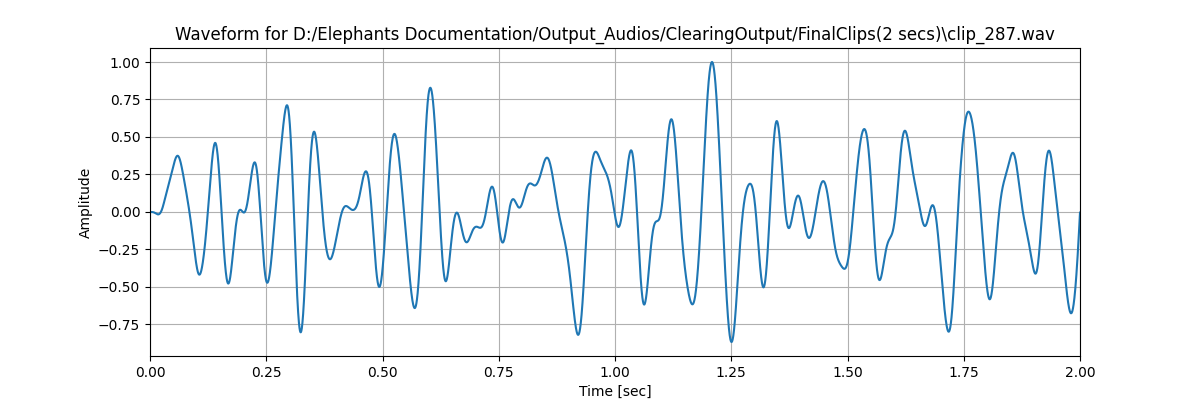 Waveform for D:/Elephants Documentation/Output_Audios/ClearingOutput/FinalClips(2 secs)\clip_287.wav
1.00
0.75
0.50
0.25
0.00
−0.25
−0.50
−0.75
Amplitude
0.00 0.25 0.50 0.75 1.00 1.25 1.50 1.75 2.00
Time [sec]